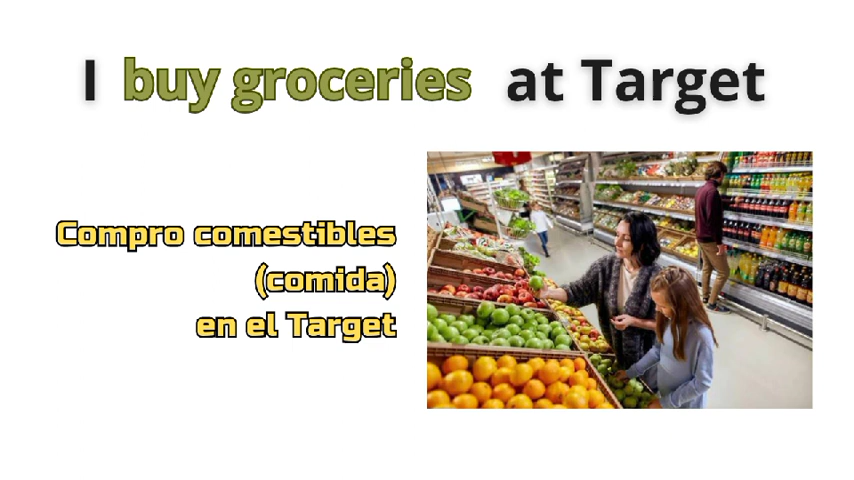 I buy groceries at Target
Compro comestibles
(comida)
en el Target